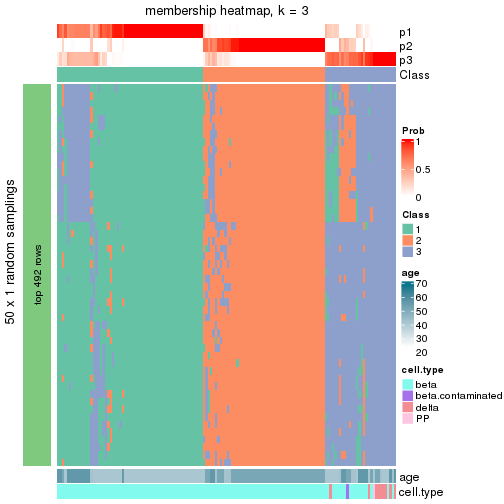 membership heatmap, k = 3
p1
p2
p3
Class
50 x 1 random samplings
top 492 rows
Prob
1
0.5
0
Class
1
2
3
age
70
60
50
40
30
20
cell.type
beta
beta.contaminated
delta
PP
age
cell.type